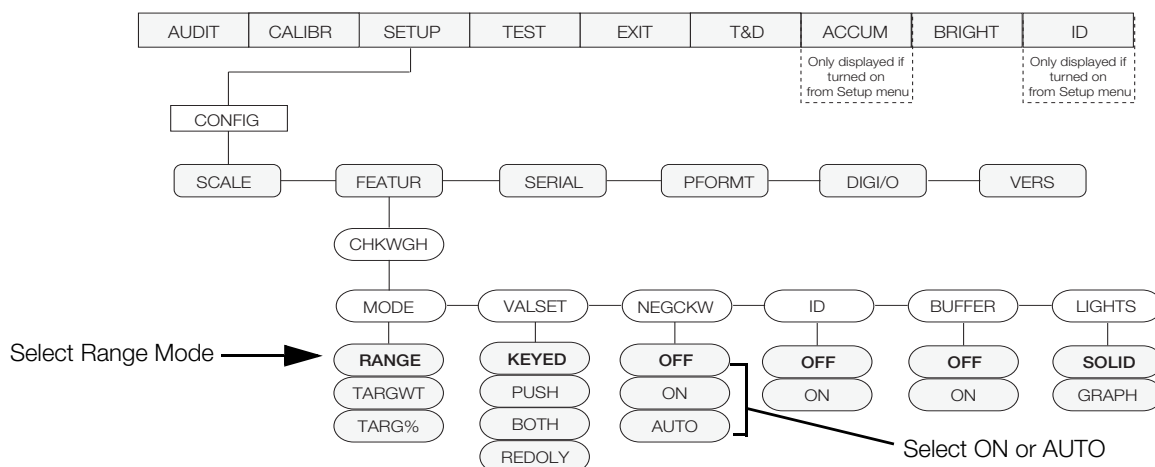 AUDIT CALIBR SETUP TEST EXIT T&D ACCUM BRIGHT ID
Only displayed if
turned on
from Setup menu
Only displayed if
turned on
from Setup menu
CONFIG
SCALE FEATUR SERIAL PFORMT DIGI/O VERS
CHKWGH
MODE VALSET NEGCKW ID BUFFER LIGHTS
Select Range Mode RANGE KEYED OFF OFF OFF SOLID
TARGWT PUSH ON ON ON GRAPH
TARG% BOTH AUTO
Select ON or AUTO
REDOLY